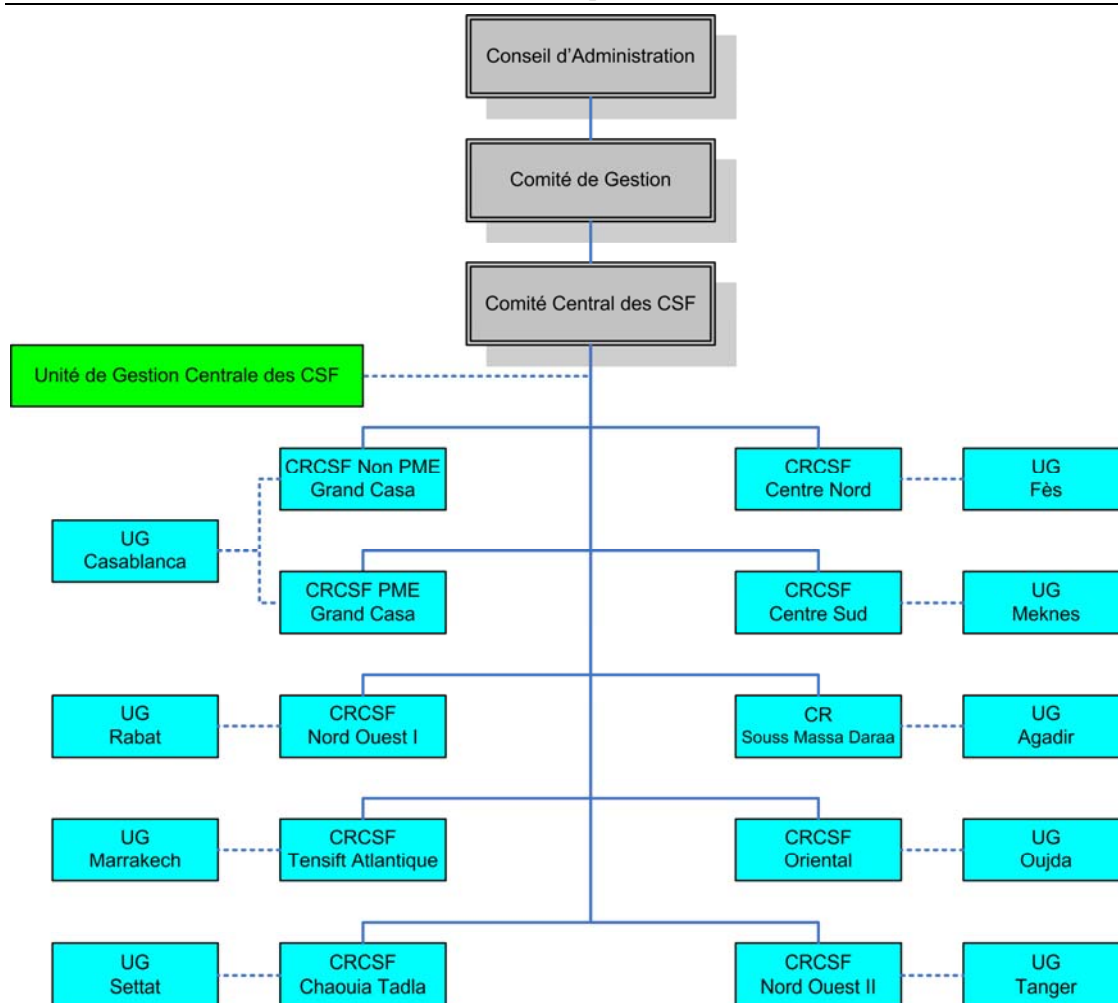 Conseil d'Administration
Comité de Gestion
Comité Central des CSF
Unité de Gestion Centrale des CSF
CRCSF Non PME
Grand Casa
CRCSF
Centre Nord
UG
Fès
UG
Casablanca
CRCSF PME
Grand Casa
CRCSF
Centre Sud
UG
Meknes
UG
Rabat
CRCSF
Nord Ouest I
CR
Souss Massa Daraa
UG
Agadir
UG
Marrakech
CRCSF
Tensift Atlantique
CRCSF
Oriental
UG
Oujda
UG
Settat
CRCSF
Chaouia Tadla
CRCSF
Nord Ouest II
UG
Tanger